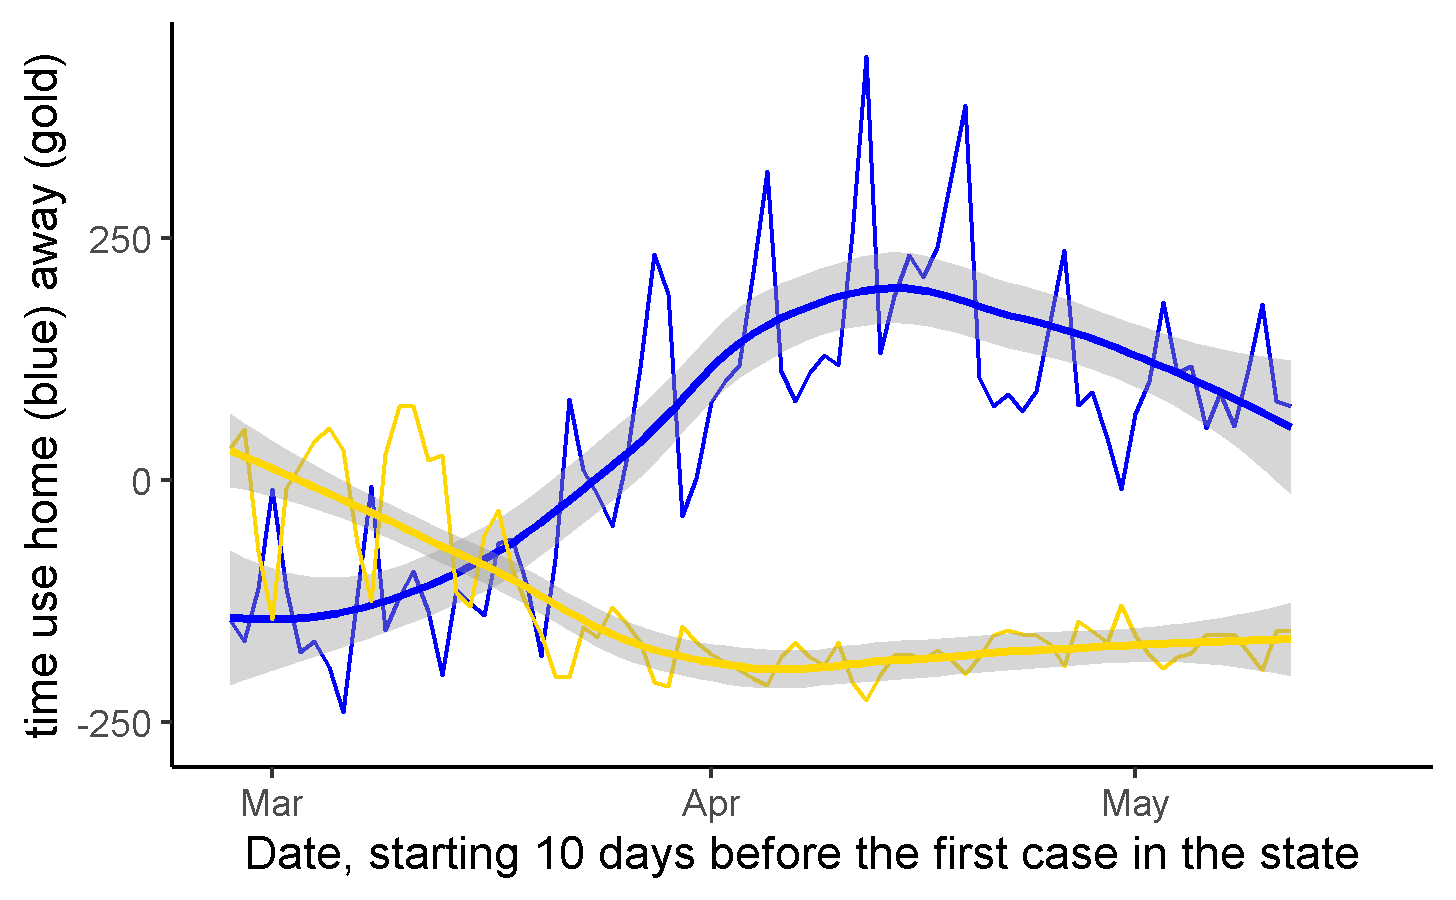 time use home (blue) away (gold)
250
0
-250
Mar Apr May
Date, starting 10 days before the first case in the state